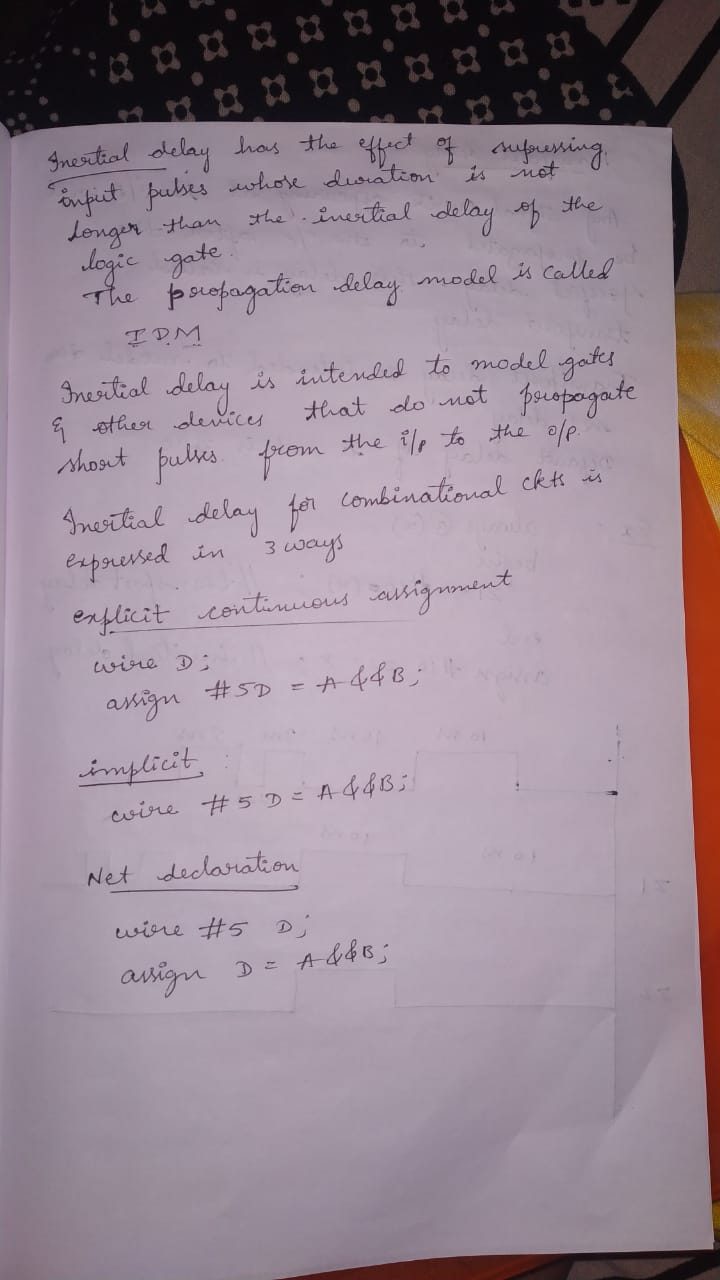 Inertial delay has the effect of supressing
input pulses whose duration is not
longer than the inertial delay of the
logic gate.
The propagation delay model is called
IDM
Inertial delay is intended to model gates
& other devices that do not propagate
short pulses from the i/p to the o/p.
Inertial delay for combinational ckts is
expressed in 3 ways
explicit continuous assignment
wire D;
assign #5D = A&&B;
implicit
wire #5 D = A&&B;
Net declaration
wire #5 D;
assign D = A&&B;